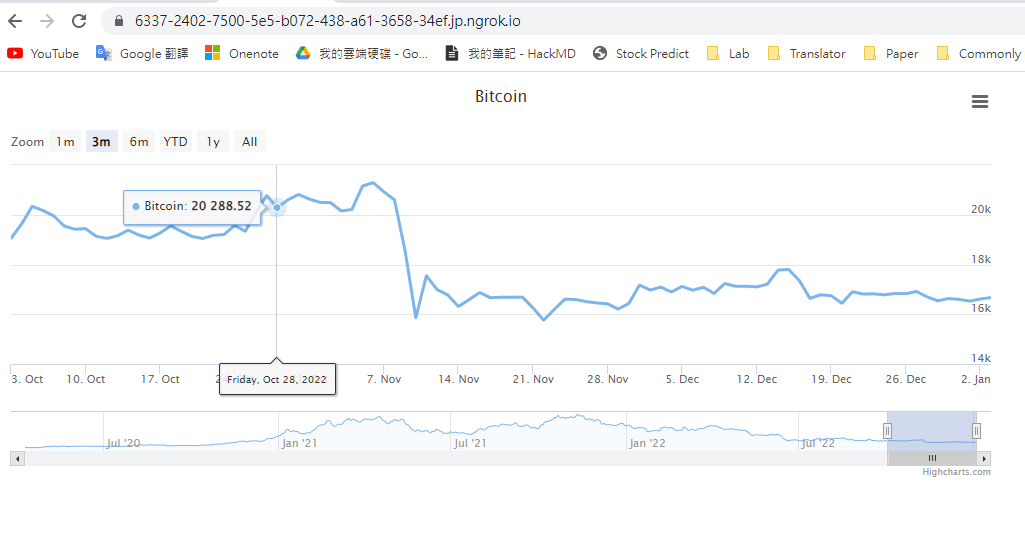 6337-2402-7500-5e5-b072-438-a61-3658-34ef.jp.ngrok.io
YouTube Google 翻譯 Onenote 我的雲端硬碟 - Go... 我的筆記 - HackMD Stock Predict Lab Templator Paper Commonly
Bitcoin
Zoom 1m 3m 6m YTD 1y All
Bitcoin: 20 288.52
20k
18k
16k
14k
3. Oct 10. Oct 17. Oct 7. Nov 14. Nov 21. Nov 28. Nov 5. Dec 12. Dec 19. Dec 26. Dec 2. Jan
Friday, Oct 28, 2022
Jul '20 Jan '21 Jul '21 Jan '22 Jul '22
Highcharts.com